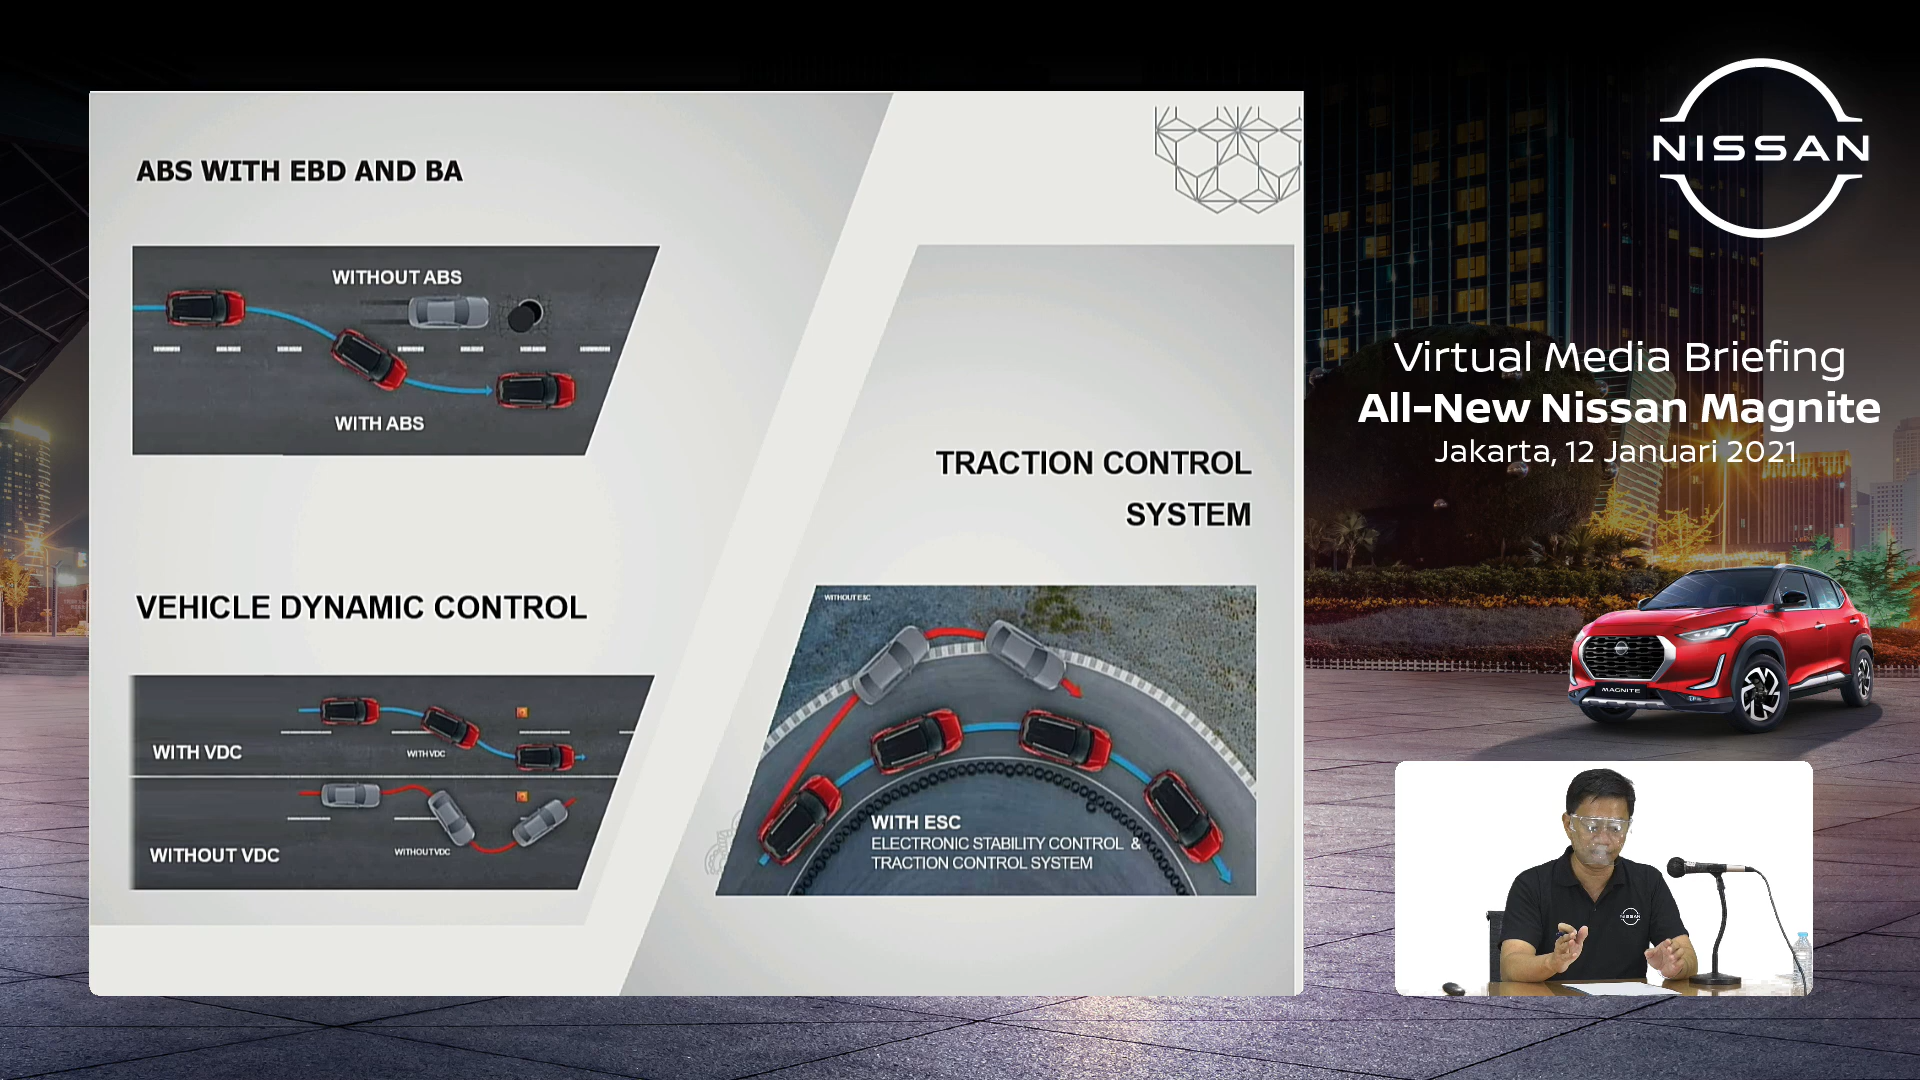 ABS WITH EBD AND BA
WITHOUT ABS
WITH ABS
VEHICLE DYNAMIC CONTROL
WITH VDC
WITH VDC
WITHOUT VDC
WITHOUT VDC
TRACTION CONTROL
SYSTEM
WITHOUT ESC
WITH ESC
ELECTRONIC STABILITY CONTROL &
TRACTION CONTROL SYSTEM
NISSAN
Virtual Media Briefing
All-New Nissan Magnite
Jakarta, 12 Januari 2021
MAGNITE
NISSAN